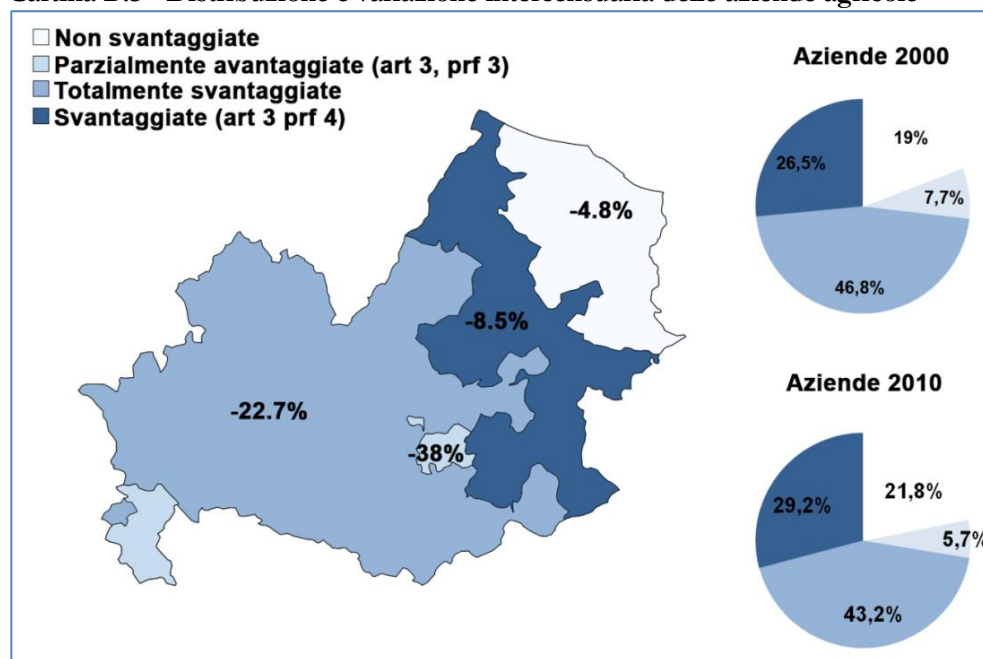 Non svantaggiate
Parzialmente avantaggiate (art 3, prf 3)
Totalmente svantaggiate
Svantaggiate (art 3 prf 4)
-4.8%
-8.5%
-22.7%
-38%
Aziende 2000
19%
26,5%
7,7%
46,8%
Aziende 2010
21,8%
29,2%
5,7%
43,2%